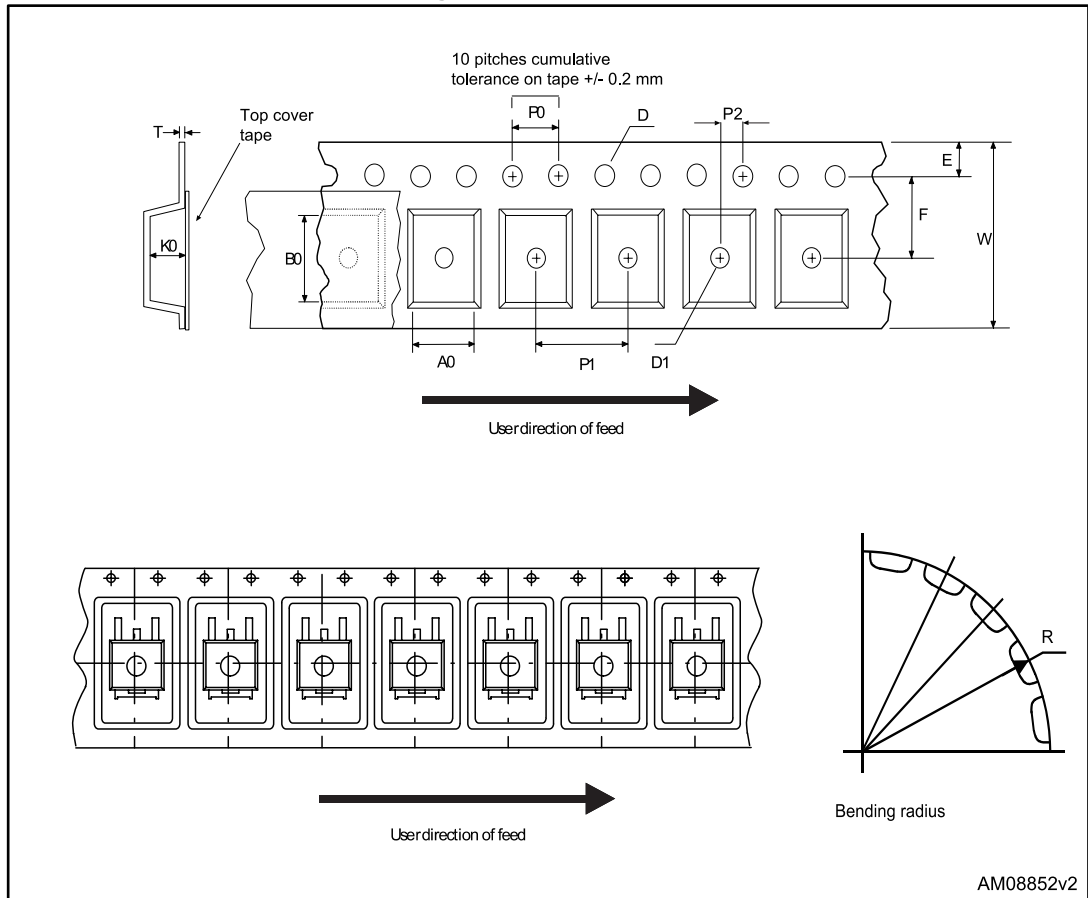 10 pitches cumulative
tolerance on tape +/- 0.2 mm
P0
D
P2
T
Top cover
tape
E
F
W
K0
B0
A0
P1
D1
User direction of feed
R
Bending radius
User direction of feed
AM08852v2